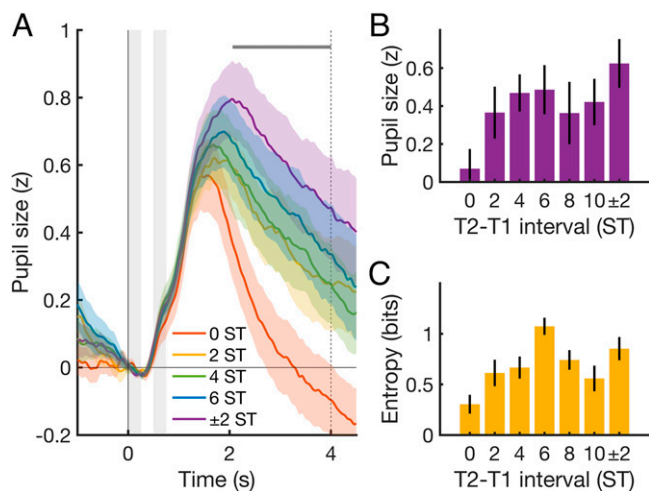 A
Pupil size (z)
1
0.8
0.6
0.4
0.2
0
-0.2
0 2 4
Time (s)
0 ST
2 ST
4 ST
6 ST
±2 ST
B
Pupil size (z)
0.6
0.4
0.2
0
0 2 4 6 8 10 ±2
T2-T1 interval (ST)
C
Entropy (bits)
1
0.5
0
0 2 4 6 8 10 ±2
T2-T1 interval (ST)